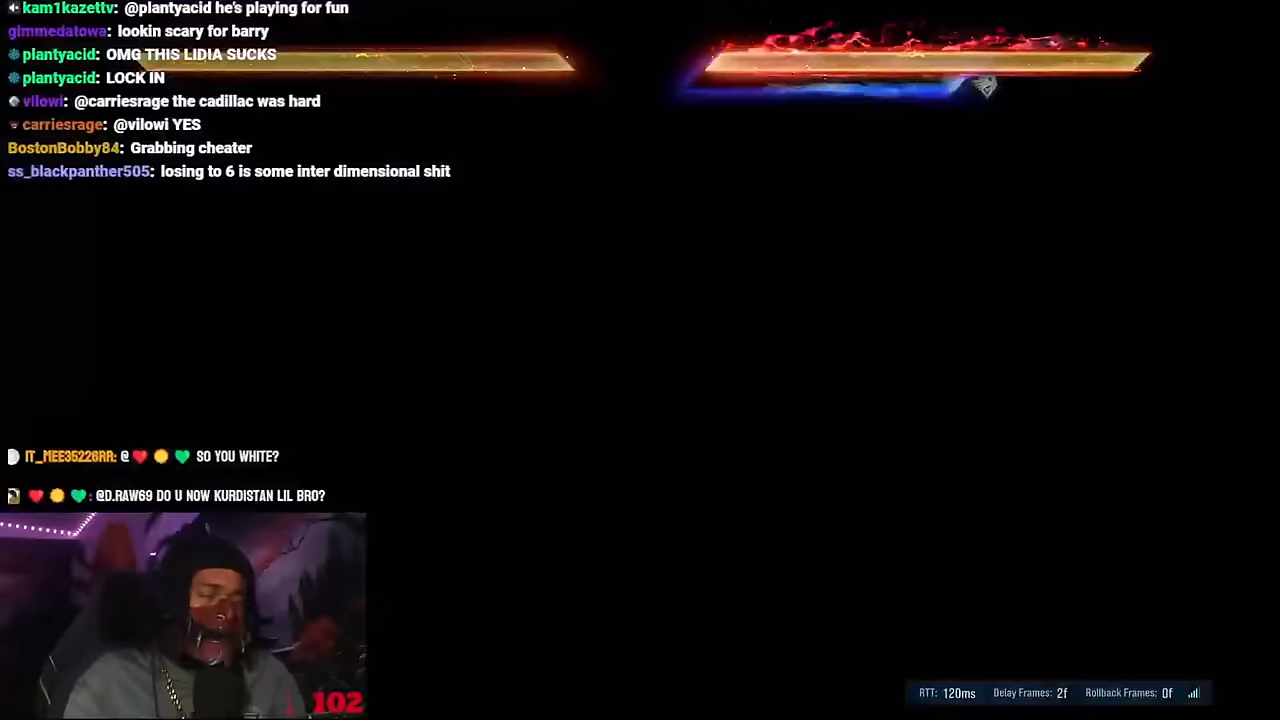 kam1kazettv: @plantyacid he's playing for fun
gimmedatowa: lookin scary for barry
plantyacid: OMG THIS LIDIA SUCKS
plantyacid: LOCK IN
vilowi: @carriesrage the cadillac was hard
carriesrage: @vilowi YES
BostonBobby84: Grabbing cheater
ss_blackpanther505: losing to 6 is some inter dimensional shit
IT_MEE35226RR: @❤️ 🌼 💚 SO YOU WHITE?
❤️ 🌼 💚: @D.RAW69 DO U NOW KURDISTAN LIL BRO?
102
RTT: 120ms Delay Frames: 2f Rollback Frames: 0f